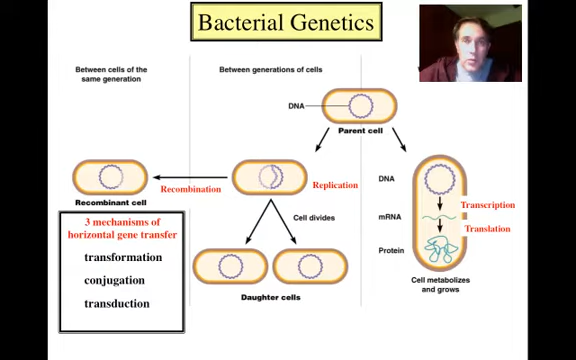 Bacterial Genetics
Between cells of the
same generation
Between generations of cells
DNA
Parent cell
Recombination
Replication
Recombinant cell
3 mechanisms of
horizontal gene transfer
transformation
conjugation
transduction
Cell divides
Daughter cells
DNA
Transcription
mRNA
Translation
Protein
Cell metabolizes
and grows